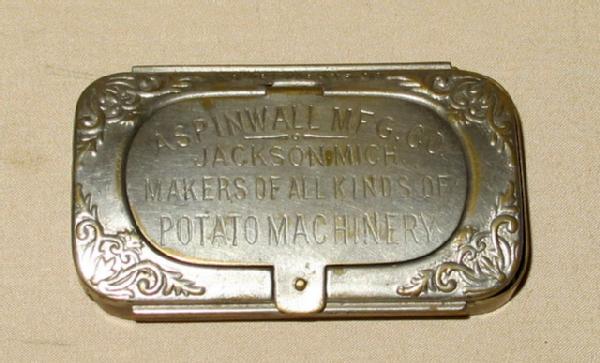 ASPINWALL MFG. CO.
JACKSON, MICH.
MAKERS OF ALL KINDS OF
POTATO MACHINERY